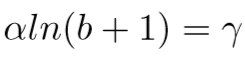 αln(b + 1) = γ